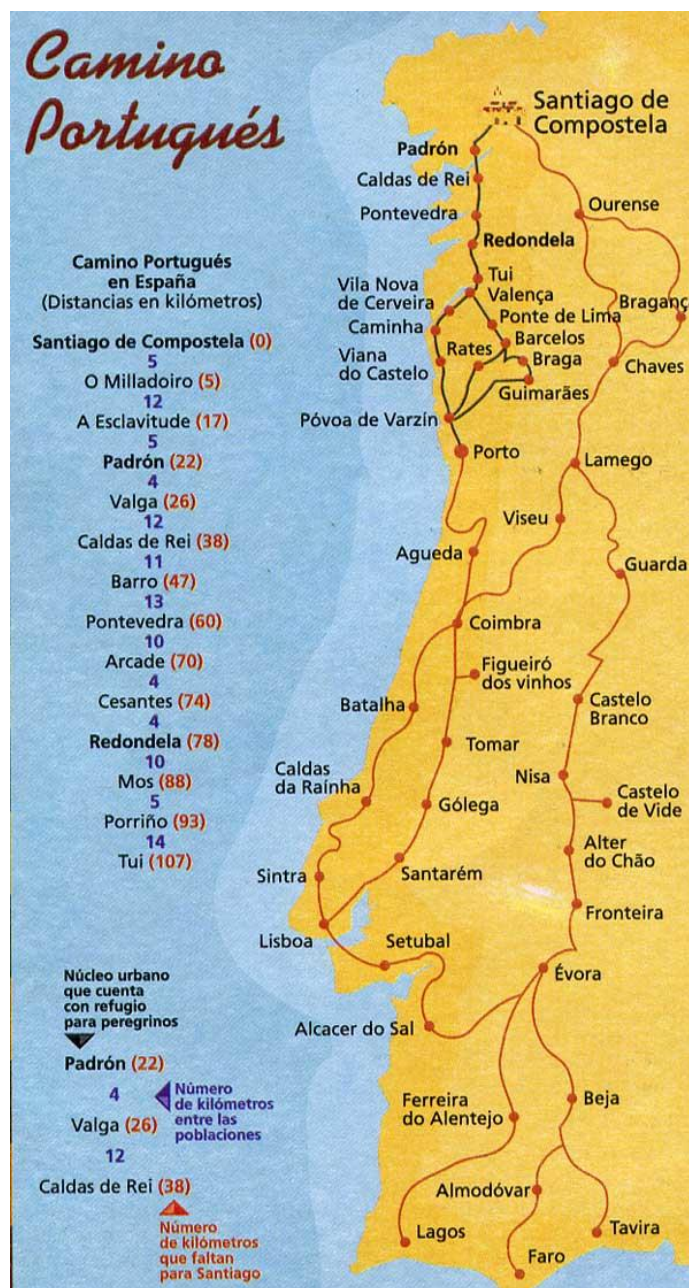 Camino
Portugués
Camino Portugués
en España
(Distancias en kilómetros)
Santiago de Compostela (0)
5
O Milladoiro (5)
12
A Esclavitude (17)
5
Padrón (22)
4
Valga (26)
12
Caldas de Rei (38)
11
Barro (47)
13
Pontevedra (60)
10
Arcade (70)
4
Cesantes (74)
4
Redondela (78)
10
Mos (88)
5
Porriño (93)
14
Tui (107)
Núcleo urbano
que cuenta
con refugio
para peregrinos
Padrón (22)
4
Número
de kilómetros
entre las
poblaciones
Valga (26)
12
Caldas de Rei (38)
Número
de kilómetros
que faltan
para Santiago
Santiago de
Compostela
Padrón
Caldas de Rei
Pontevedra
Ourense
Redondela
Tui
Vila Nova
de Cerveira
Valença
Braganç
Ponte de Lima
Caminha
Barcelos
Rates
Braga
Viana
do Castelo
Chaves
Guimarães
Póvoa de Varzín
Porto
Lamego
Viseu
Agueda
Guarda
Coimbra
Figueiró
dos vinhos
Batalha
Castelo
Branco
Tomar
Caldas
da Raínha
Nisa
Castelo
de Vide
Gólega
Alter
do Chão
Sintra
Santarém
Fronteira
Lisboa
Setubal
Évora
Alcacer do Sal
Ferreira
do Alentejo
Beja
Almodóvar
Lagos
Tavira
Faro